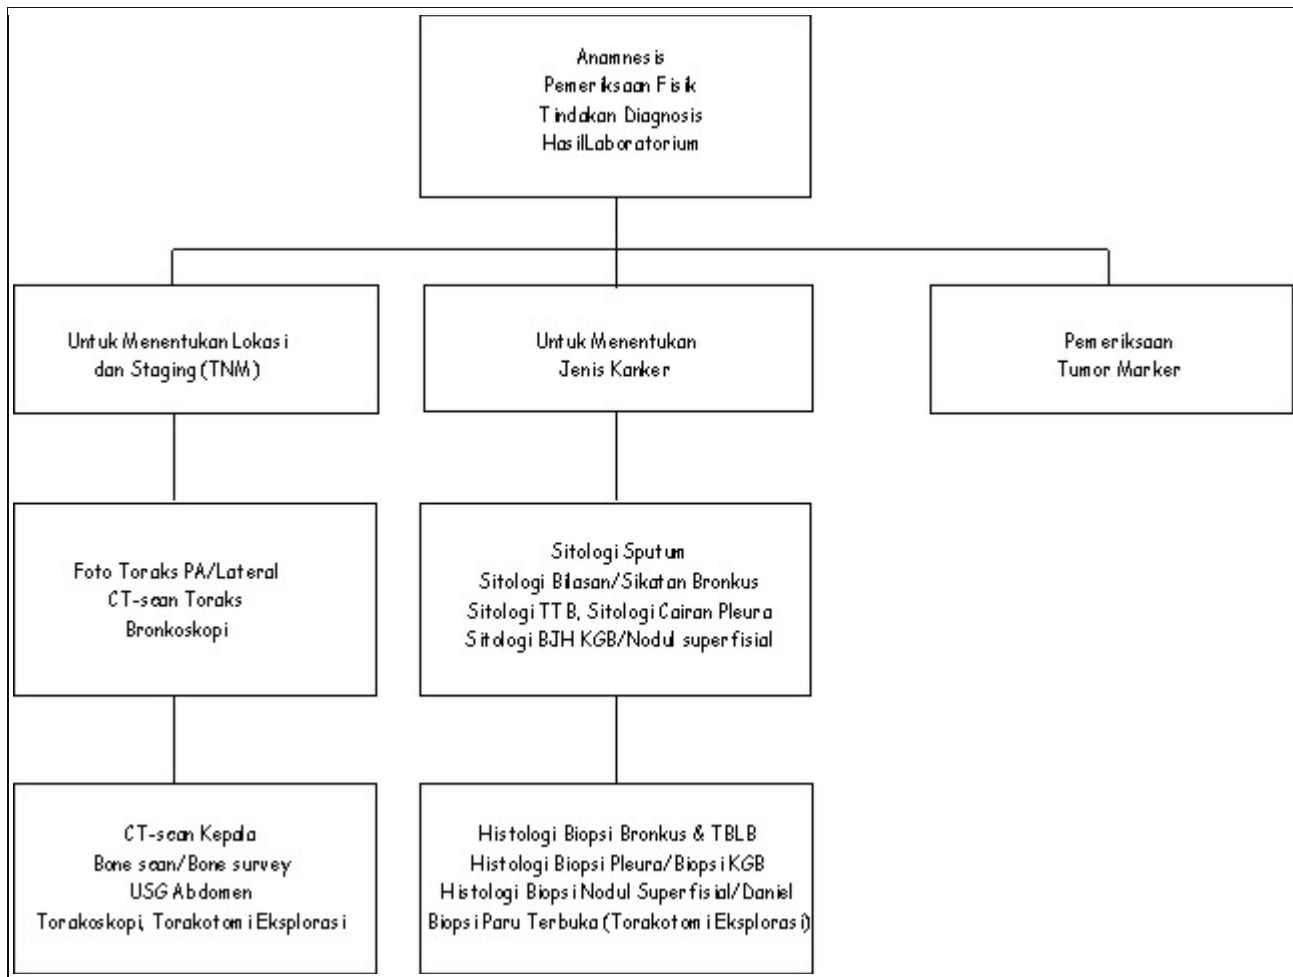 Anamnesis
Pemeriksaan Fisik
Tindakan Diagnosis
HasilLaboratorium
Untuk Menentukan Lokasi
dan Staging (TNM)
Untuk Menentukan
Jenis Kanker
Pemeriksaan
Tumor Marker
Foto Toraks PA/Lateral
CT-scan Toraks
Bronkoskopi
Sitologi Sputum
Sitologi Bilasan/Sikatan Bronkus
Sitologi TTB, Sitologi Cairan Pleura
Sitologi BJH KGB/Nodul superfisial
CT-scan Kepala
Bone scan/Bone survey
USG Abdomen
Torakoskopi, Torakotomi Eksplorasi
Histologi Biopsi Bronkus & TBLB
Histologi Biopsi Pleura/Biopsi KGB
Histologi Biopsi Nodul Superfisial/Daniel
Biopsi Paru Terbuka (Torakotomi Eksplorasi)